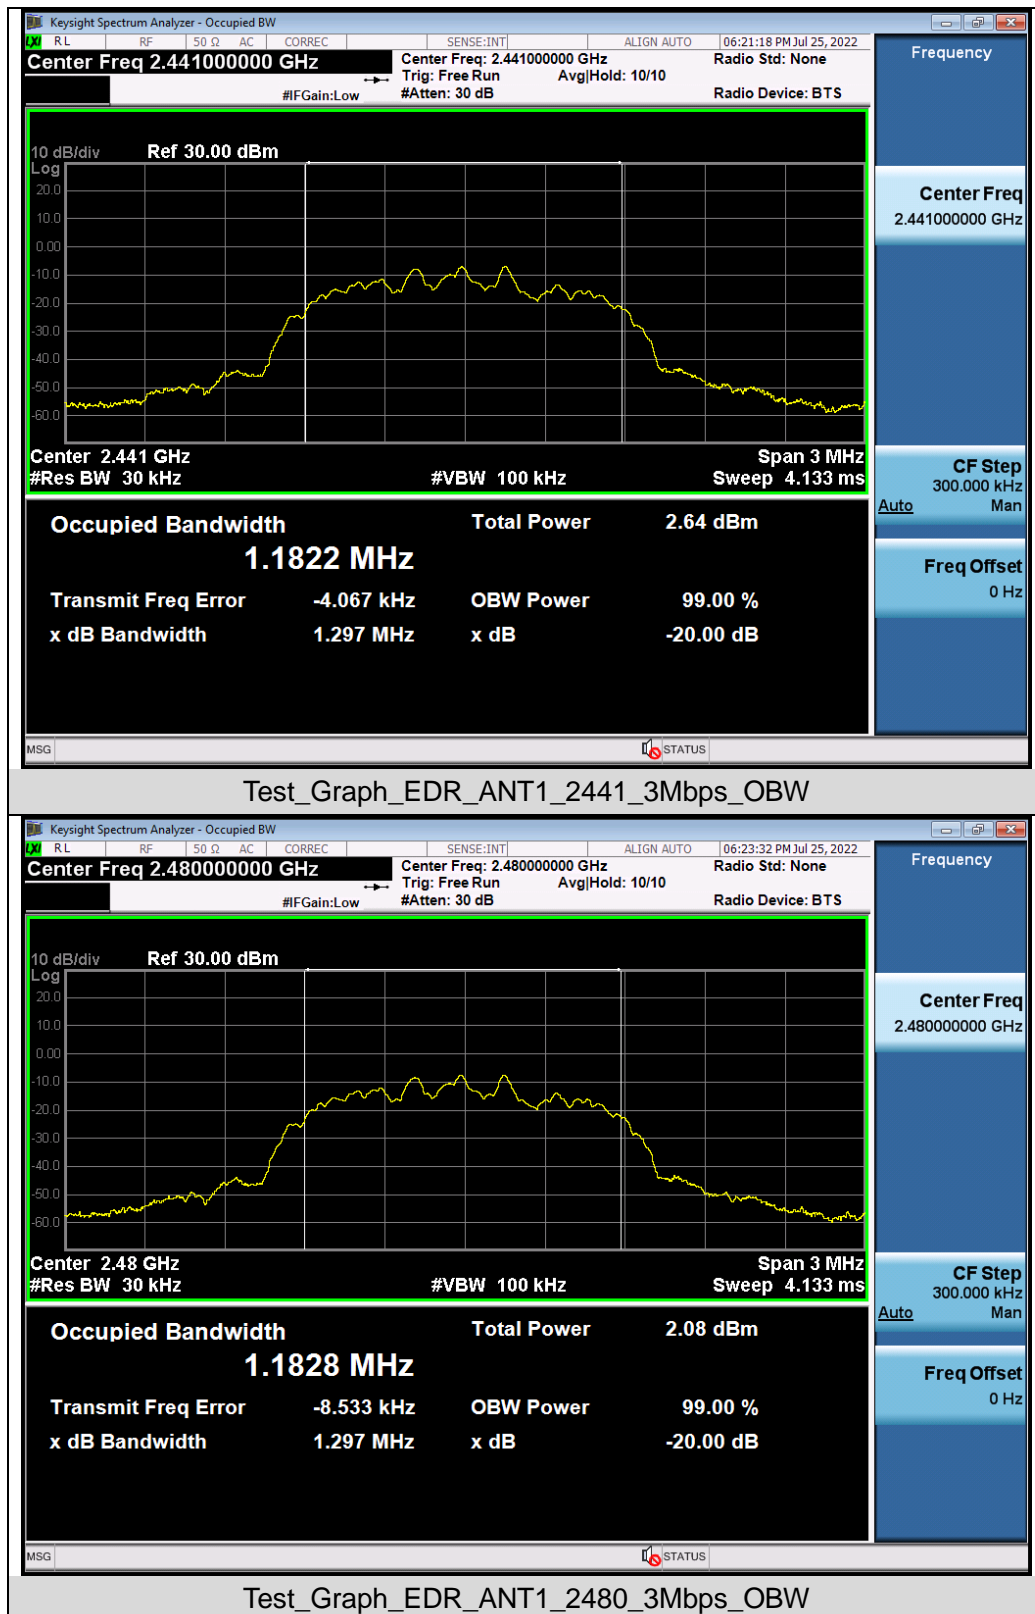 Keysight Spectrum Analyzer - Occupied BW
LXI RL RF 50 Ω AC CORREC SENSE:INT ALIGN AUTO 06:21:18 PM Jul 25, 2022
Center Freq 2.441000000 GHz Center Freq: 2.441000000 GHz Radio Std: None
Trig: Free Run Avg|Hold: 10/10
#IFGain:Low #Atten: 30 dB Radio Device: BTS
Frequency
10 dB/div Ref 30.00 dBm
Log
20.0
10.0
0.00
-10.0
-20.0
-30.0
-40.0
-50.0
-60.0
Center 2.441 GHz Span 3 MHz
#Res BW 30 kHz #VBW 100 kHz Sweep 4.133 ms
Center Freq
2.441000000 GHz
CF Step
300.000 kHz
Auto Man
Freq Offset
0 Hz
Occupied Bandwidth Total Power 2.64 dBm
1.1822 MHz
Transmit Freq Error -4.067 kHz OBW Power 99.00 %
x dB Bandwidth 1.297 MHz x dB -20.00 dB
MSG STATUS
Test_Graph_EDR_ANT1_2441_3Mbps_OBW
Keysight Spectrum Analyzer - Occupied BW
LXI RL RF 50 Ω AC CORREC SENSE:INT ALIGN AUTO 06:23:32 PM Jul 25, 2022
Center Freq 2.480000000 GHz Center Freq: 2.480000000 GHz Radio Std: None
Trig: Free Run Avg|Hold: 10/10
#IFGain:Low #Atten: 30 dB Radio Device: BTS
Frequency
10 dB/div Ref 30.00 dBm
Log
20.0
10.0
0.00
-10.0
-20.0
-30.0
-40.0
-50.0
-60.0
Center 2.48 GHz Span 3 MHz
#Res BW 30 kHz #VBW 100 kHz Sweep 4.133 ms
Center Freq
2.480000000 GHz
CF Step
300.000 kHz
Auto Man
Freq Offset
0 Hz
Occupied Bandwidth Total Power 2.08 dBm
1.1828 MHz
Transmit Freq Error -8.533 kHz OBW Power 99.00 %
x dB Bandwidth 1.297 MHz x dB -20.00 dB
MSG STATUS
Test_Graph_EDR_ANT1_2480_3Mbps_OBW